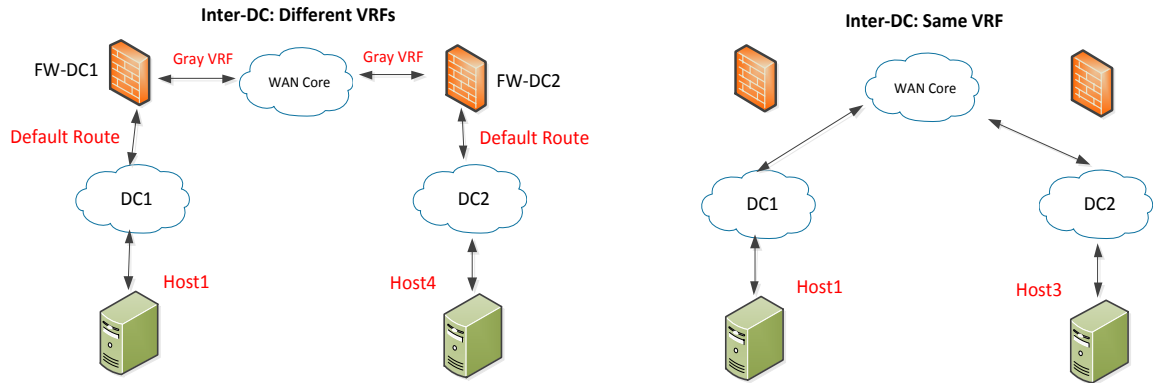 Inter-DC: Different VRFs
FW-DC1
Gray VRF
WAN Core
Gray VRF
FW-DC2
Default Route
Default Route
DC1
DC2
Host1
Host4
Inter-DC: Same VRF
WAN Core
DC1
DC2
Host1
Host3